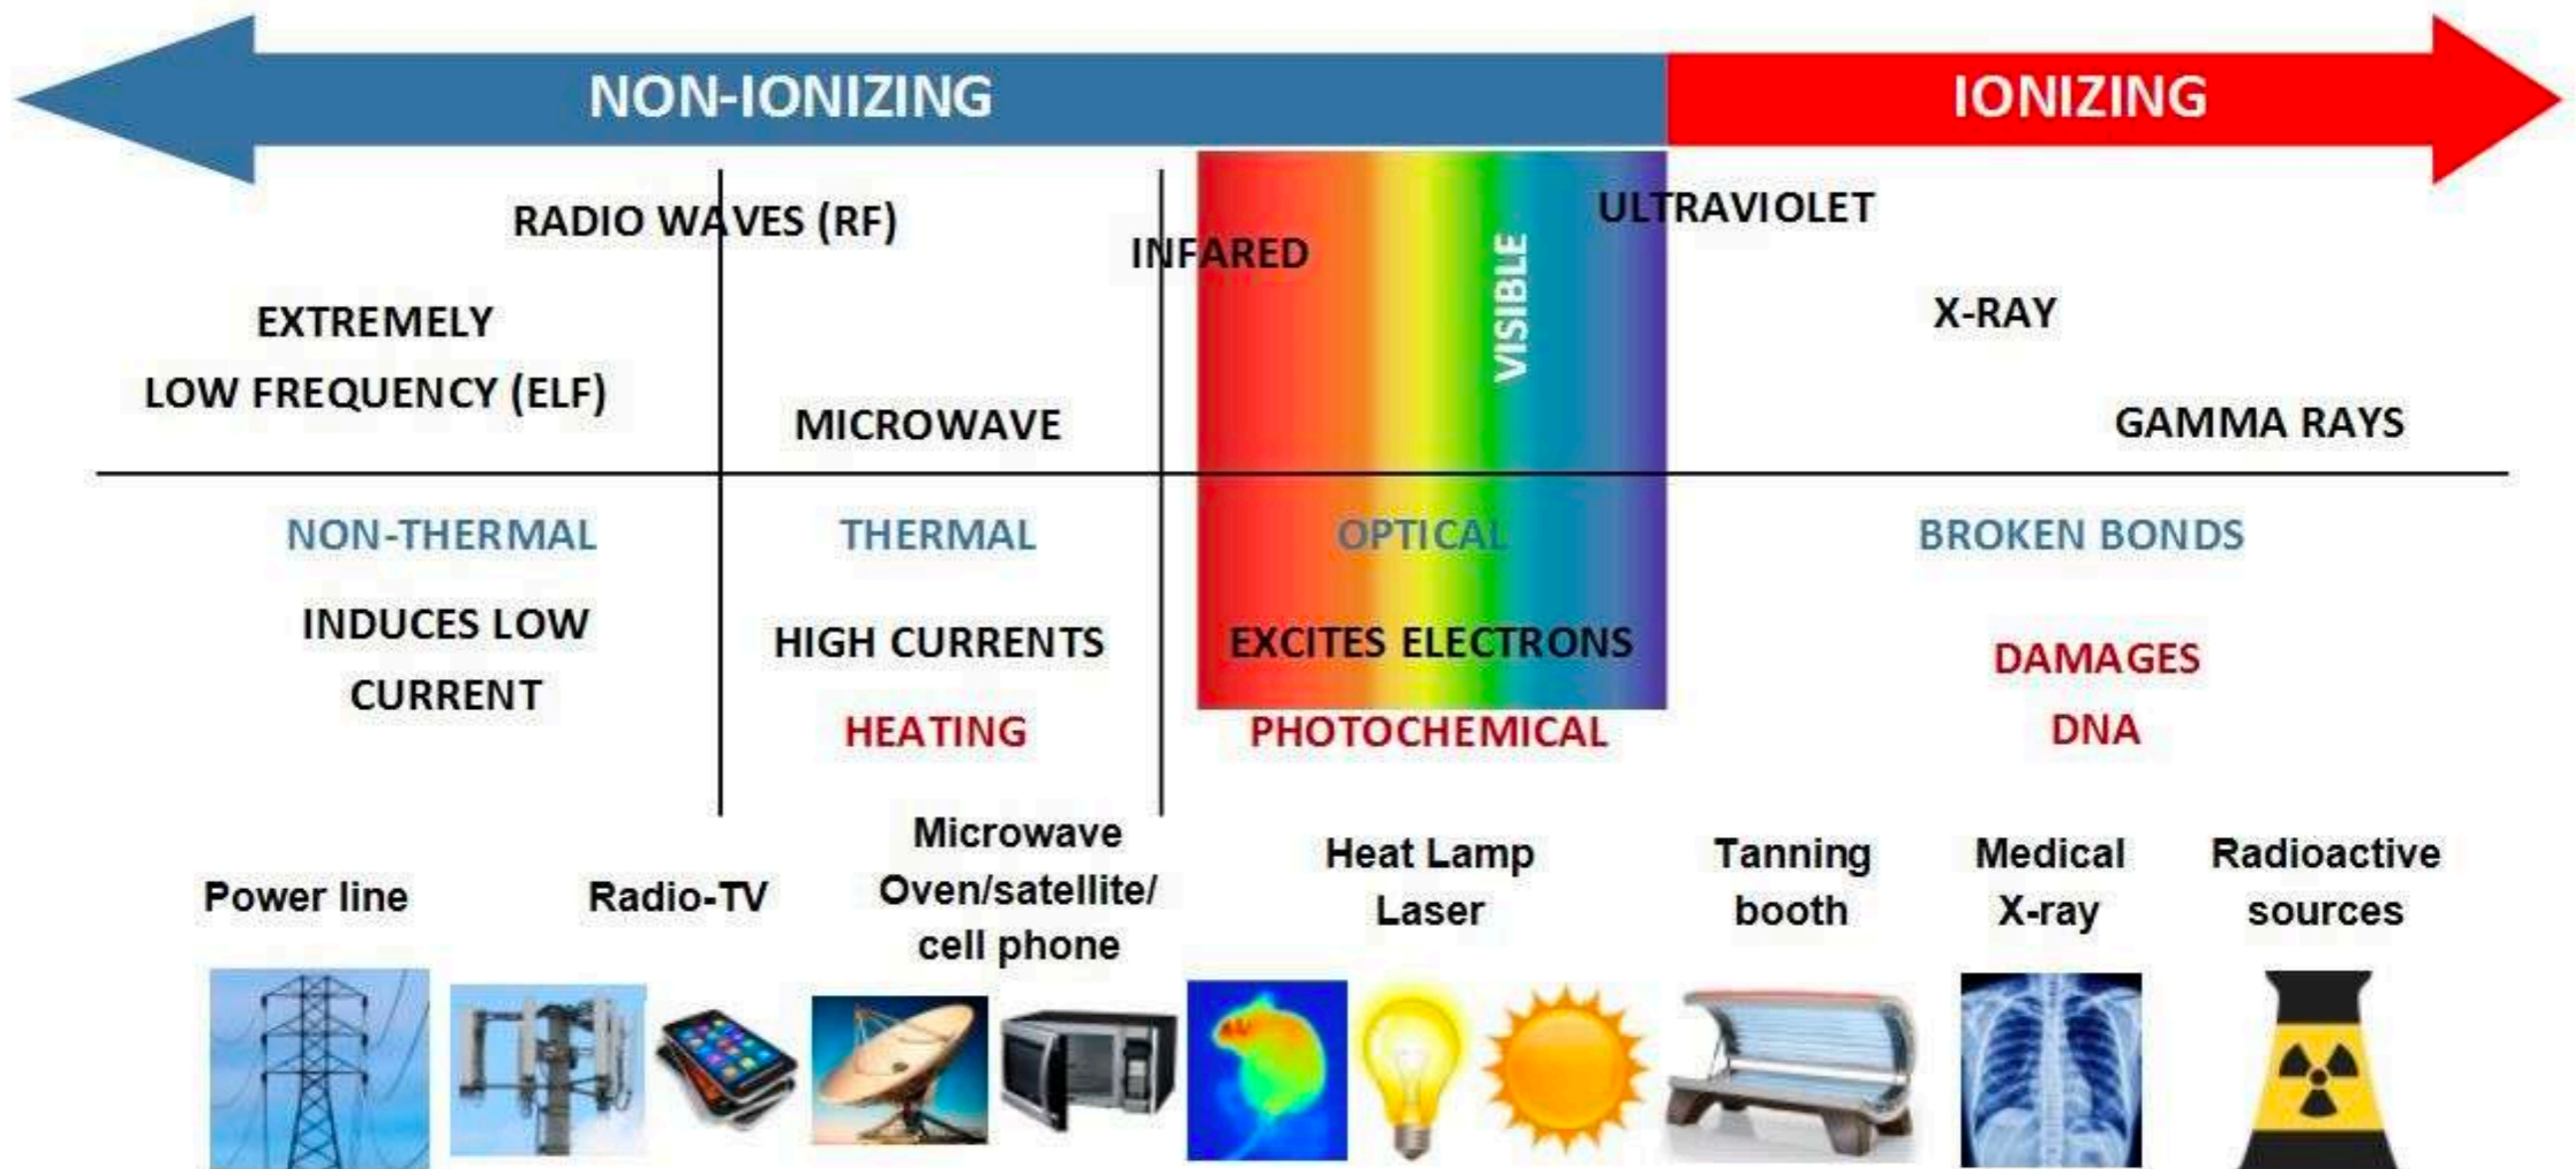 NON-IONIZING
IONIZING
RADIO WAVES (RF)
INFARED
VISIBLE
ULTRAVIOLET
EXTREMELY
LOW FREQUENCY (ELF)
MICROWAVE
X-RAY
GAMMA RAYS
NON-THERMAL
INDUCES LOW
CURRENT
THERMAL
HIGH CURRENTS
HEATING
OPTICAL
EXCITES ELECTRONS
PHOTOCHEMICAL
BROKEN BONDS
DAMAGES
DNA
Power line
Radio-TV
Microwave
Oven/satellite/
cell phone
Heat Lamp
Laser
Tanning
booth
Medical
X-ray
Radioactive
sources